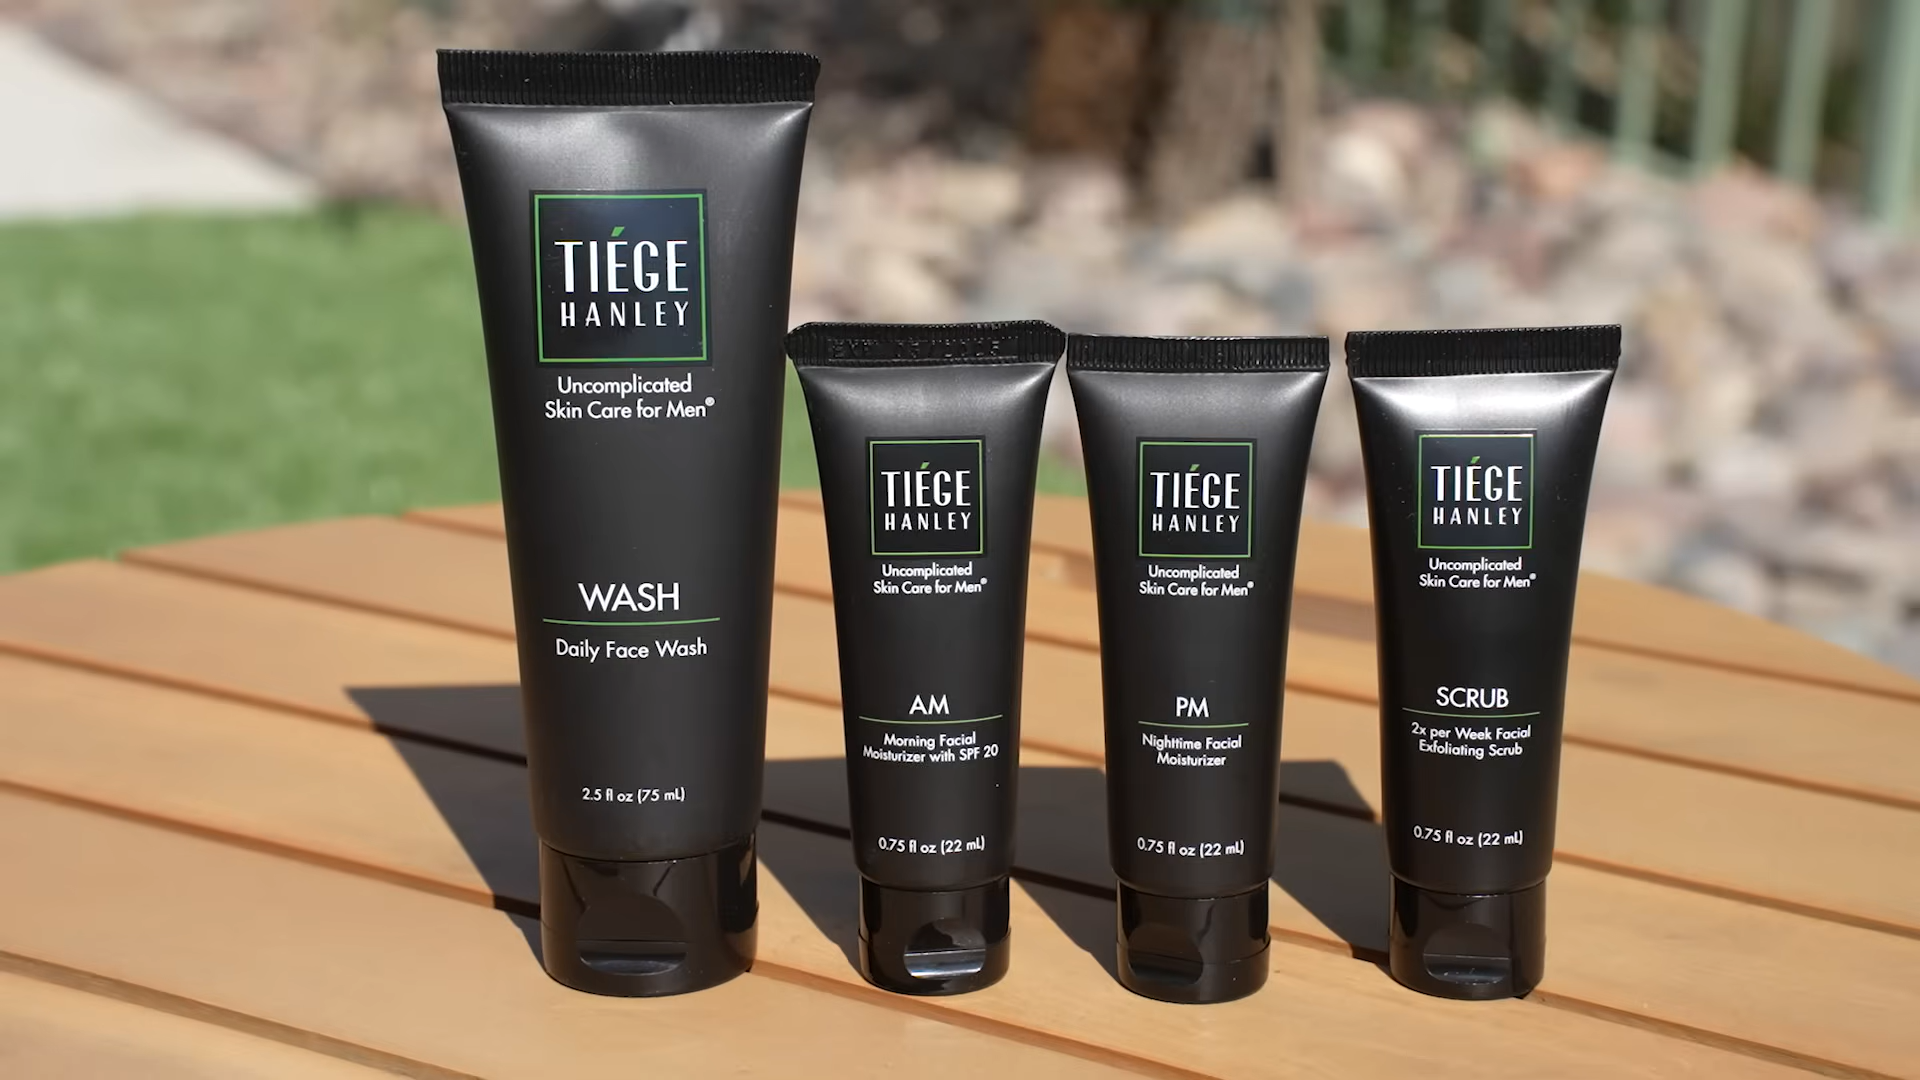 TIÉGE
HANLEY
Uncomplicated
Skin Care for Men®
WASH
Daily Face Wash
2.5 fl oz (75 mL)
TIÉGE
HANLEY
Uncomplicated
Skin Care for Men®
AM
Morning Facial
Moisturizer with SPF 20
0.75 fl oz (22 mL)
TIÉGE
HANLEY
Uncomplicated
Skin Care for Men®
PM
Nighttime Facial
Moisturizer
0.75 fl oz (22 mL)
TIÉGE
HANLEY
Uncomplicated
Skin Care for Men®
SCRUB
2x per Week Facial
Exfoliating Scrub
0.75 fl oz (22 mL)